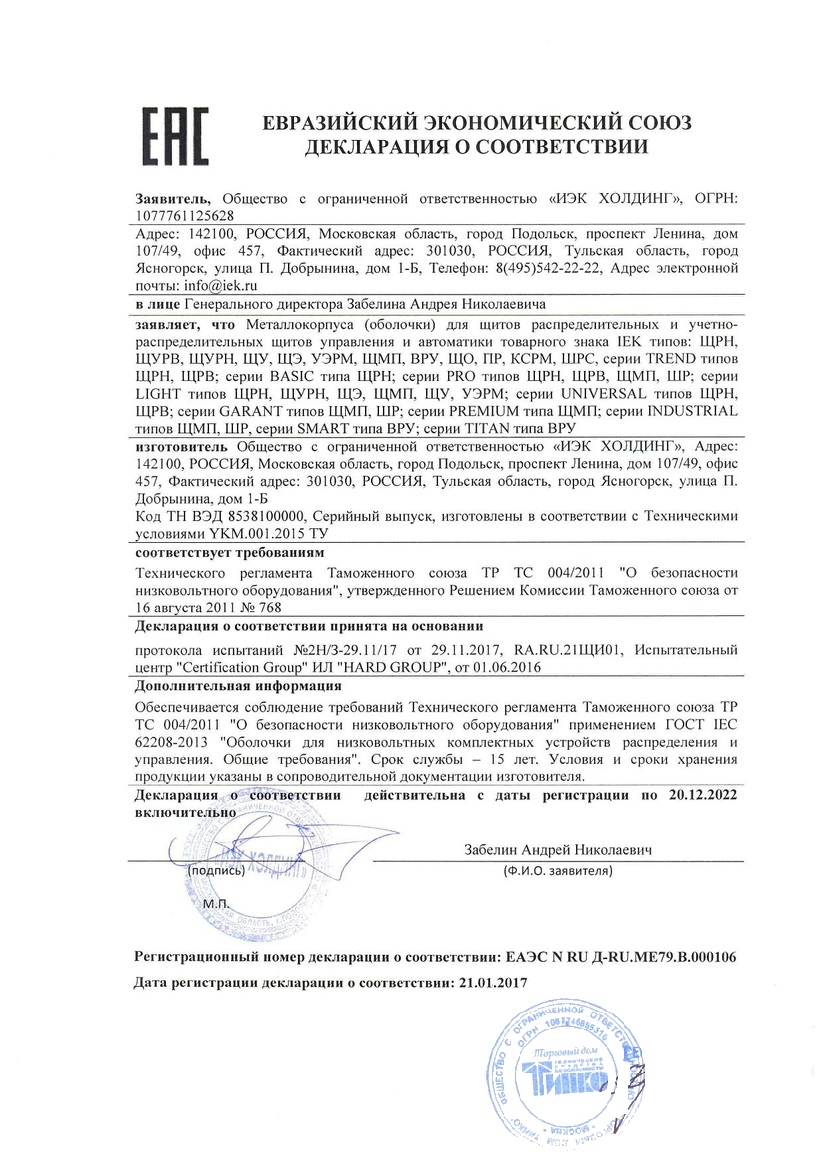 ЕАС
ЕВРАЗИЙСКИЙ ЭКОНОМИЧЕСКИЙ СОЮЗ
ДЕКЛАРАЦИЯ О СООТВЕТСТВИИ
Заявитель, Общество с ограниченной ответственностью «ИЭК ХОЛДИНГ», ОГРН:
1077761125628
Адрес: 142100, РОССИЯ, Московская область, город Подольск, проспект Ленина, дом
107/49, офис 457, Фактический адрес: 301030, РОССИЯ, Тульская область, город
Ясногорск, улица П. Добрынина, дом 1-Б, Телефон: 8(495)542-22-22, Адрес электронной
почты: info@iek.ru
в лице Генерального директора Забелина Андрея Николаевича
заявляет, что Металлокорпуса (оболочки) для щитов распределительных и учетно-
распределительных щитов управления и автоматики товарного знака IEK типов: ЩРН,
ЩУРВ, ЩУРН, ЩУ, ЩЭ, УЭРМ, ЩМП, ВРУ, ЩО, ПР, КСРМ, ШРС, серии TREND типов
ЩРН, ЩРВ; серии BASIC типа ЩРН; серии PRO типов ЩРН, ЩРВ, ЩМП, ШР; серии
LIGHT типов ЩРН, ЩУРН, ЩЭ, ЩМП, ЩУ, УЭРМ; серии UNIVERSAL типов ЩРН,
ЩРВ; серии GARANT типов ЩМП, ШР; серии PREMIUM типа ЩМП; серии INDUSTRIAL
типов ЩМП, ШР, серии SMART типа ВРУ; серии TITAN типа ВРУ
изготовитель Общество с ограниченной ответственностью «ИЭК ХОЛДИНГ», Адрес:
142100, РОССИЯ, Московская область, город Подольск, проспект Ленина, дом 107/49, офис
457, Фактический адрес: 301030, РОССИЯ, Тульская область, город Ясногорск, улица П.
Добрынина, дом 1-Б
Код ТН ВЭД 8538100000, Серийный выпуск, изготовлены в соответствии с Техническими
условиями YKM.001.2015 ТУ
соответствует требованиям
Технического регламента Таможенного союза ТР ТС 004/2011 "О безопасности
низковольтного оборудования", утвержденного Решением Комиссии Таможенного союза от
16 августа 2011 № 768
Декларация о соответствии принята на основании
протокола испытаний №2Н/З-29.11/17 от 29.11.2017, RA.RU.21ЩИ01, Испытательный
центр "Certification Group" ИЛ "HARD GROUP", от 01.06.2016
Дополнительная информация
Обеспечивается соблюдение требований Технического регламента Таможенного союза ТР
ТС 004/2011 "О безопасности низковольтного оборудования" применением ГОСТ IEC
62208-2013 "Оболочки для низковольтных комплектных устройств распределения и
управления. Общие требования". Срок службы – 15 лет. Условия и сроки хранения
продукции указаны в сопроводительной документации изготовителя.
Декларация о соответствии действительна с даты регистрации по 20.12.2022
включительно
Забелин Андрей Николаевич
(подпись) (Ф.И.О. заявителя)
«ИЭК ХОЛДИНГ»
М.П.
Регистрационный номер декларации о соответствии: ЕАЭС N RU Д-RU.МЕ79.В.000106
Дата регистрации декларации о соответствии: 21.01.2017
ОБЩЕСТВО С ОГРАНИЧЕННОЙ ОТВЕТСТВЕННОСТЬЮ
Торговый дом
ТИНКО
МОСКВА